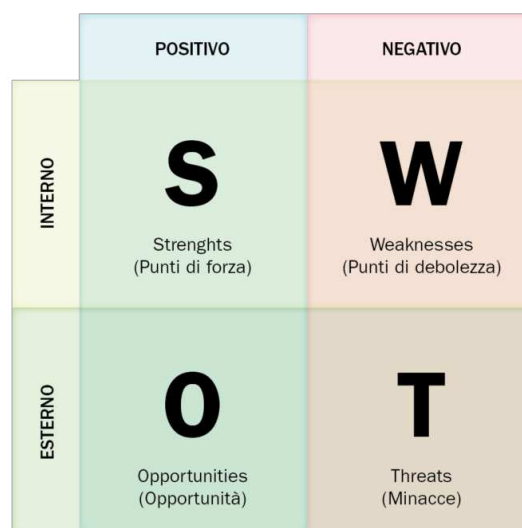 POSITIVO
NEGATIVO
INTERNO
S
Strenghts
(Punti di forza)
W
Weaknesses
(Punti di debolezza)
ESTERNO
O
Opportunities
(Opportunità)
T
Threats
(Minacce)